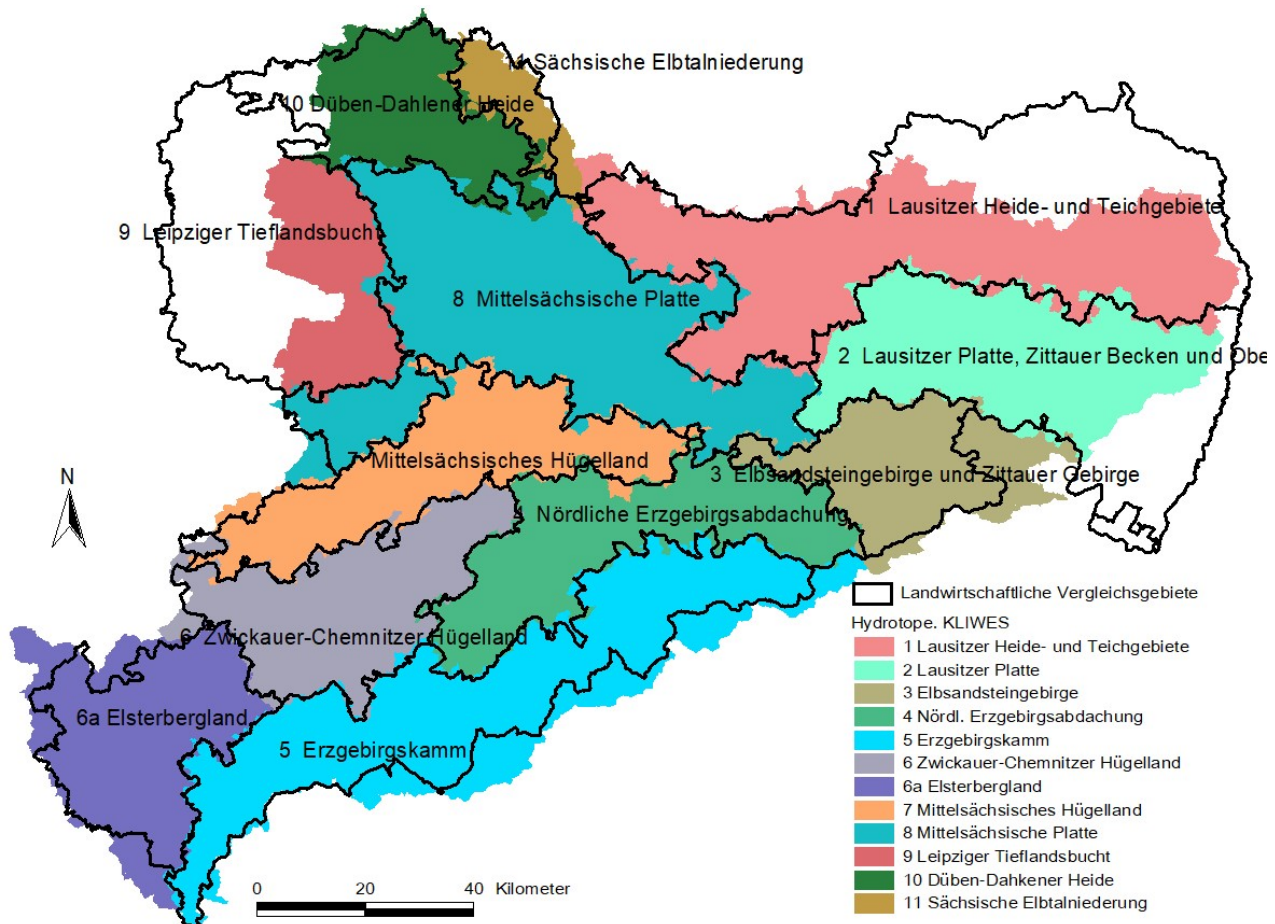 11 Sächsische Elbtalniederung
10 Düben-Dahlener Heide
1 Lausitzer Heide- und Teichgebiete
9 Leipziger Tieflandsbucht
8 Mittelsächsische Platte
2 Lausitzer Platte, Zittauer Becken und Obe
7 Mittelsächsisches Hügelland
3 Elbsandsteingebirge und Zittauer Gebirge
N
4 Nördliche Erzgebirgsabdachung
6 Zwickauer-Chemnitzer Hügelland
6a Elsterbergland
5 Erzgebirgskamm
Landwirtschaftliche Vergleichsgebiete
Hydrotope. KLIWES
1 Lausitzer Heide- und Teichgebiete
2 Lausitzer Platte
3 Elbsandsteingebirge
4 Nördl. Erzgebirgsabdachung
5 Erzgebirgskamm
6 Zwickauer-Chemnitzer Hügelland
6a Elsterbergland
7 Mittelsächsisches Hügelland
8 Mittelsächsische Platte
9 Leipziger Tieflandsbucht
10 Düben-Dahkener Heide
11 Sächsische Elbtalniederung
0 20 40 Kilometer